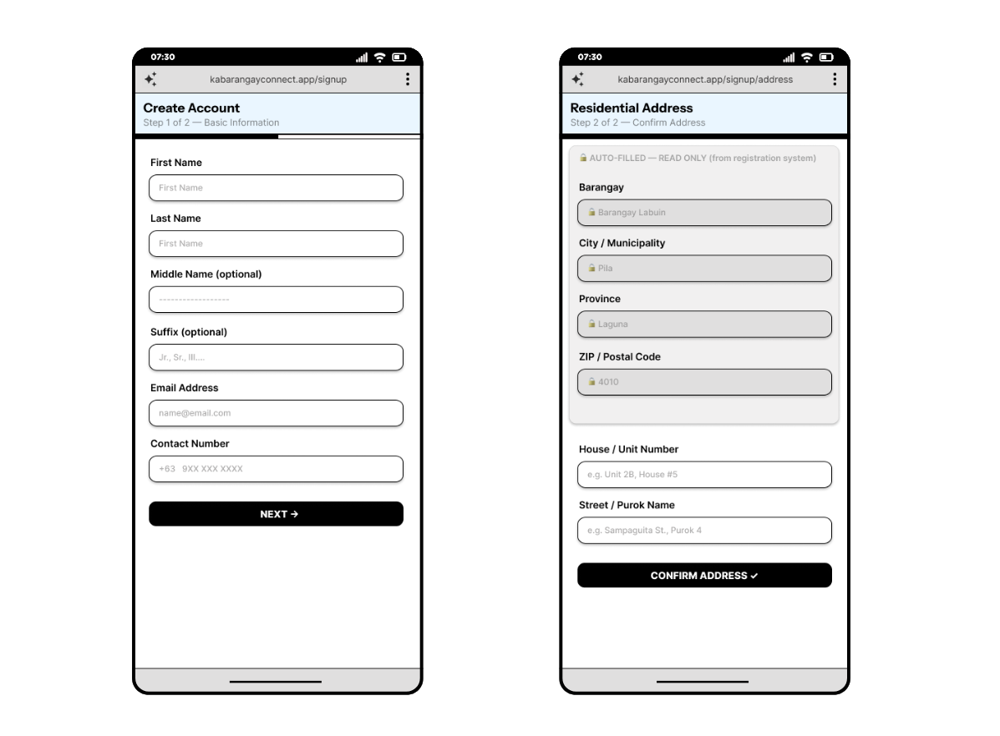 07:30
kabarangayconnect.app/signup
Create Account
Step 1 of 2 — Basic Information
First Name
First Name
Last Name
First Name
Middle Name (optional)
------------------
Suffix (optional)
Jr., Sr., III....
Email Address
name@email.com
Contact Number
+63 9XX XXX XXXX
NEXT →
07:30
kabarangayconnect.app/signup/address
Residential Address
Step 2 of 2 — Confirm Address
🔒 AUTO-FILLED — READ ONLY (from registration system)
Barangay
🔒 Barangay Labuin
City / Municipality
🔒 Pila
Province
🔒 Laguna
ZIP / Postal Code
🔒 4010
House / Unit Number
e.g. Unit 2B, House #5
Street / Purok Name
e.g. Sampaguita St., Purok 4
CONFIRM ADDRESS ✓